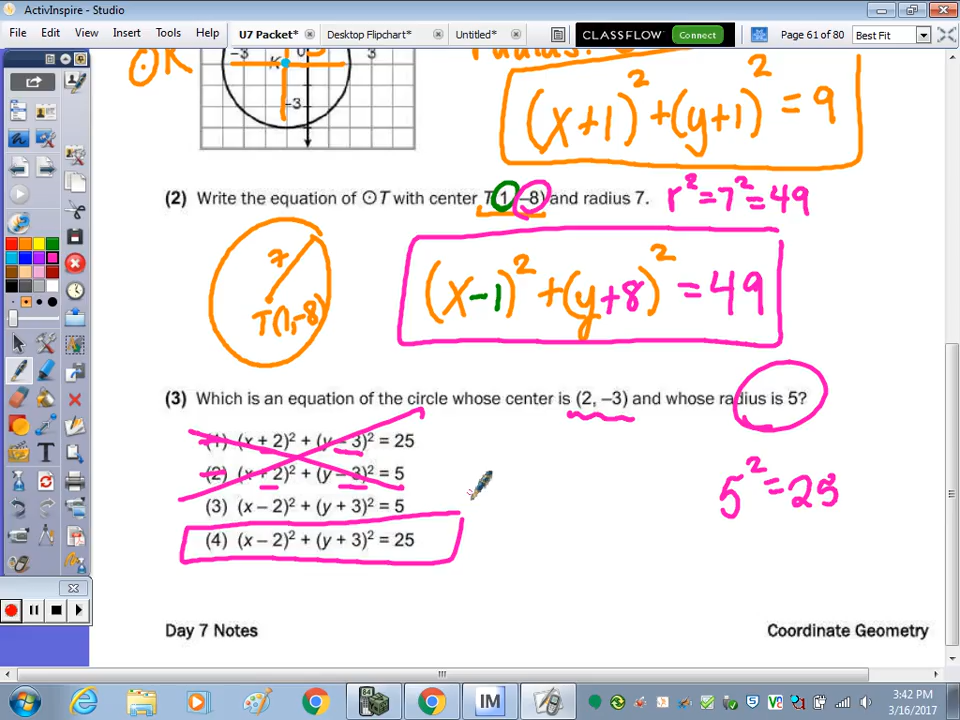 ActivInspire - Studio
File Edit View Insert Tools Help U7 Packet* Desktop Flipchart* Untitled* CLASSFLOW Connect Page 61 of 80 Best Fit
⊙K
−3 0 3
K
−3
(x+1)² + (y+1)² = 9
(2) Write the equation of ⊙T with center T(1, −8) and radius 7. r² = 7² = 49
7
T(1,-8)
(x-1)² + (y+8)² = 49
(3) Which is an equation of the circle whose center is (2, −3) and whose radius is 5?
(1) (x + 2)² + (y − 3)² = 25
(2) (x + 2)² + (y − 3)² = 5
(3) (x − 2)² + (y + 3)² = 5
(4) (x − 2)² + (y + 3)² = 25
5² = 25
Day 7 Notes Coordinate Geometry
IM
3:42 PM
3/16/2017